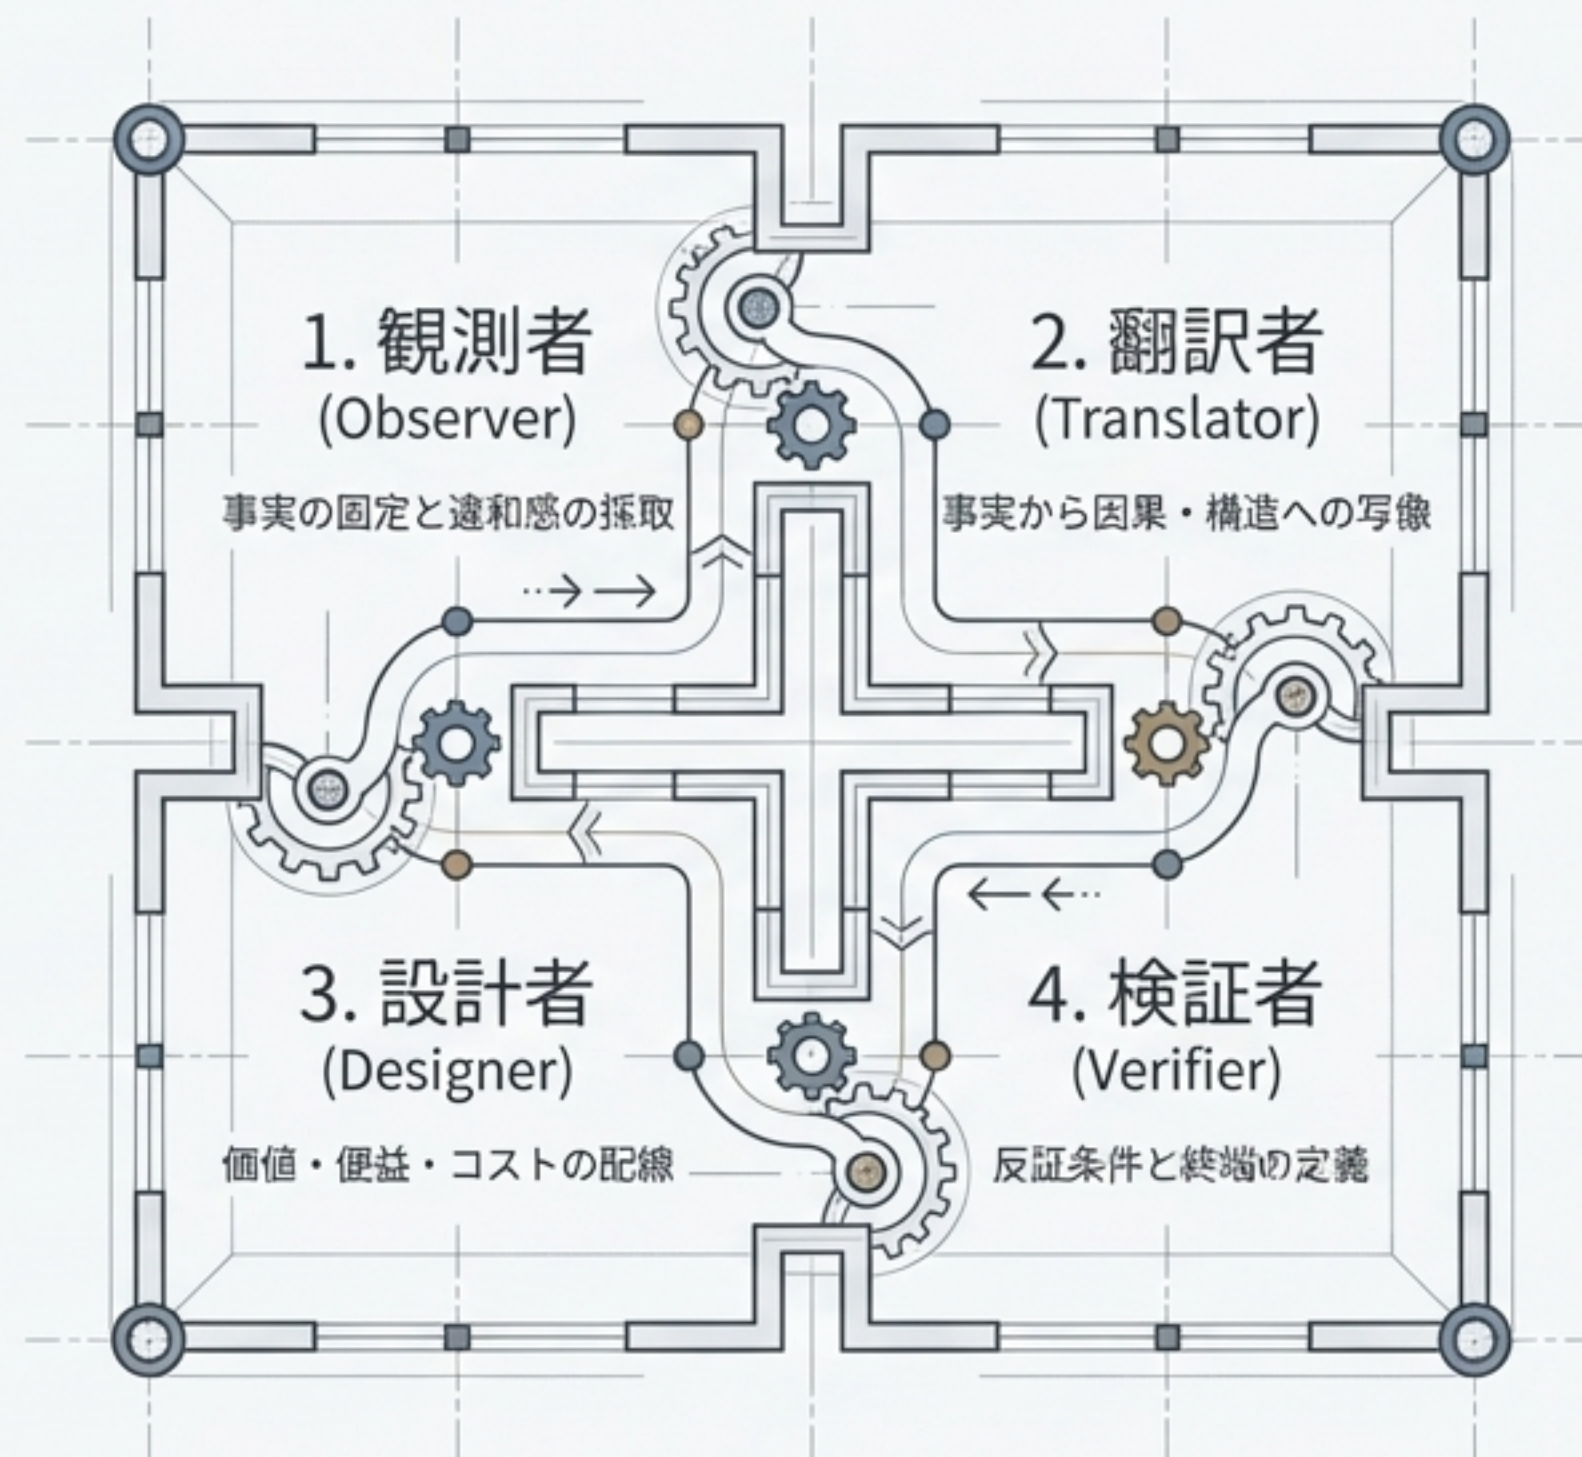 1. 観測者
(Observer)
事実の固定と違和感の採取
2. 翻訳者
(Translator)
事実から因果・構造への写像
3. 設計者
(Designer)
価値・便益・コストの配線
4. 検証者
(Verifier)
反証条件と終端の定義